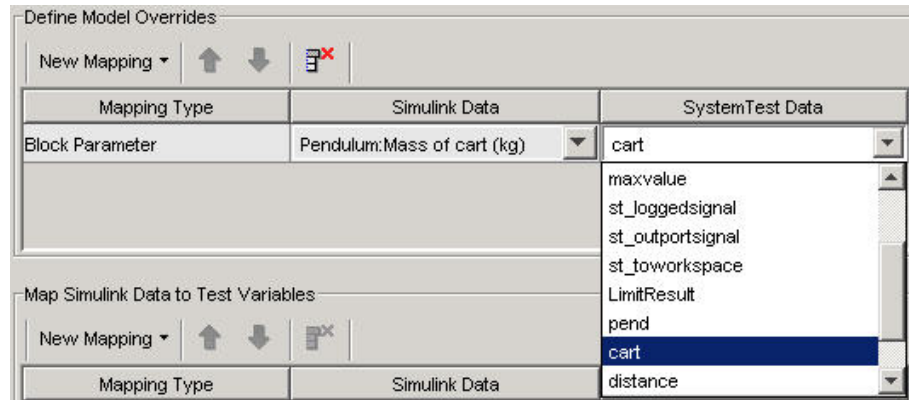 Define Model Overrides
New Mapping
Mapping Type Simulink Data SystemTest Data
Block Parameter Pendulum:Mass of cart (kg) cart
maxvalue
st_loggedsignal
st_outportsignal
st_toworkspace
LimitResult
pend
cart
distance
Map Simulink Data to Test Variables
New Mapping
Mapping Type Simulink Data